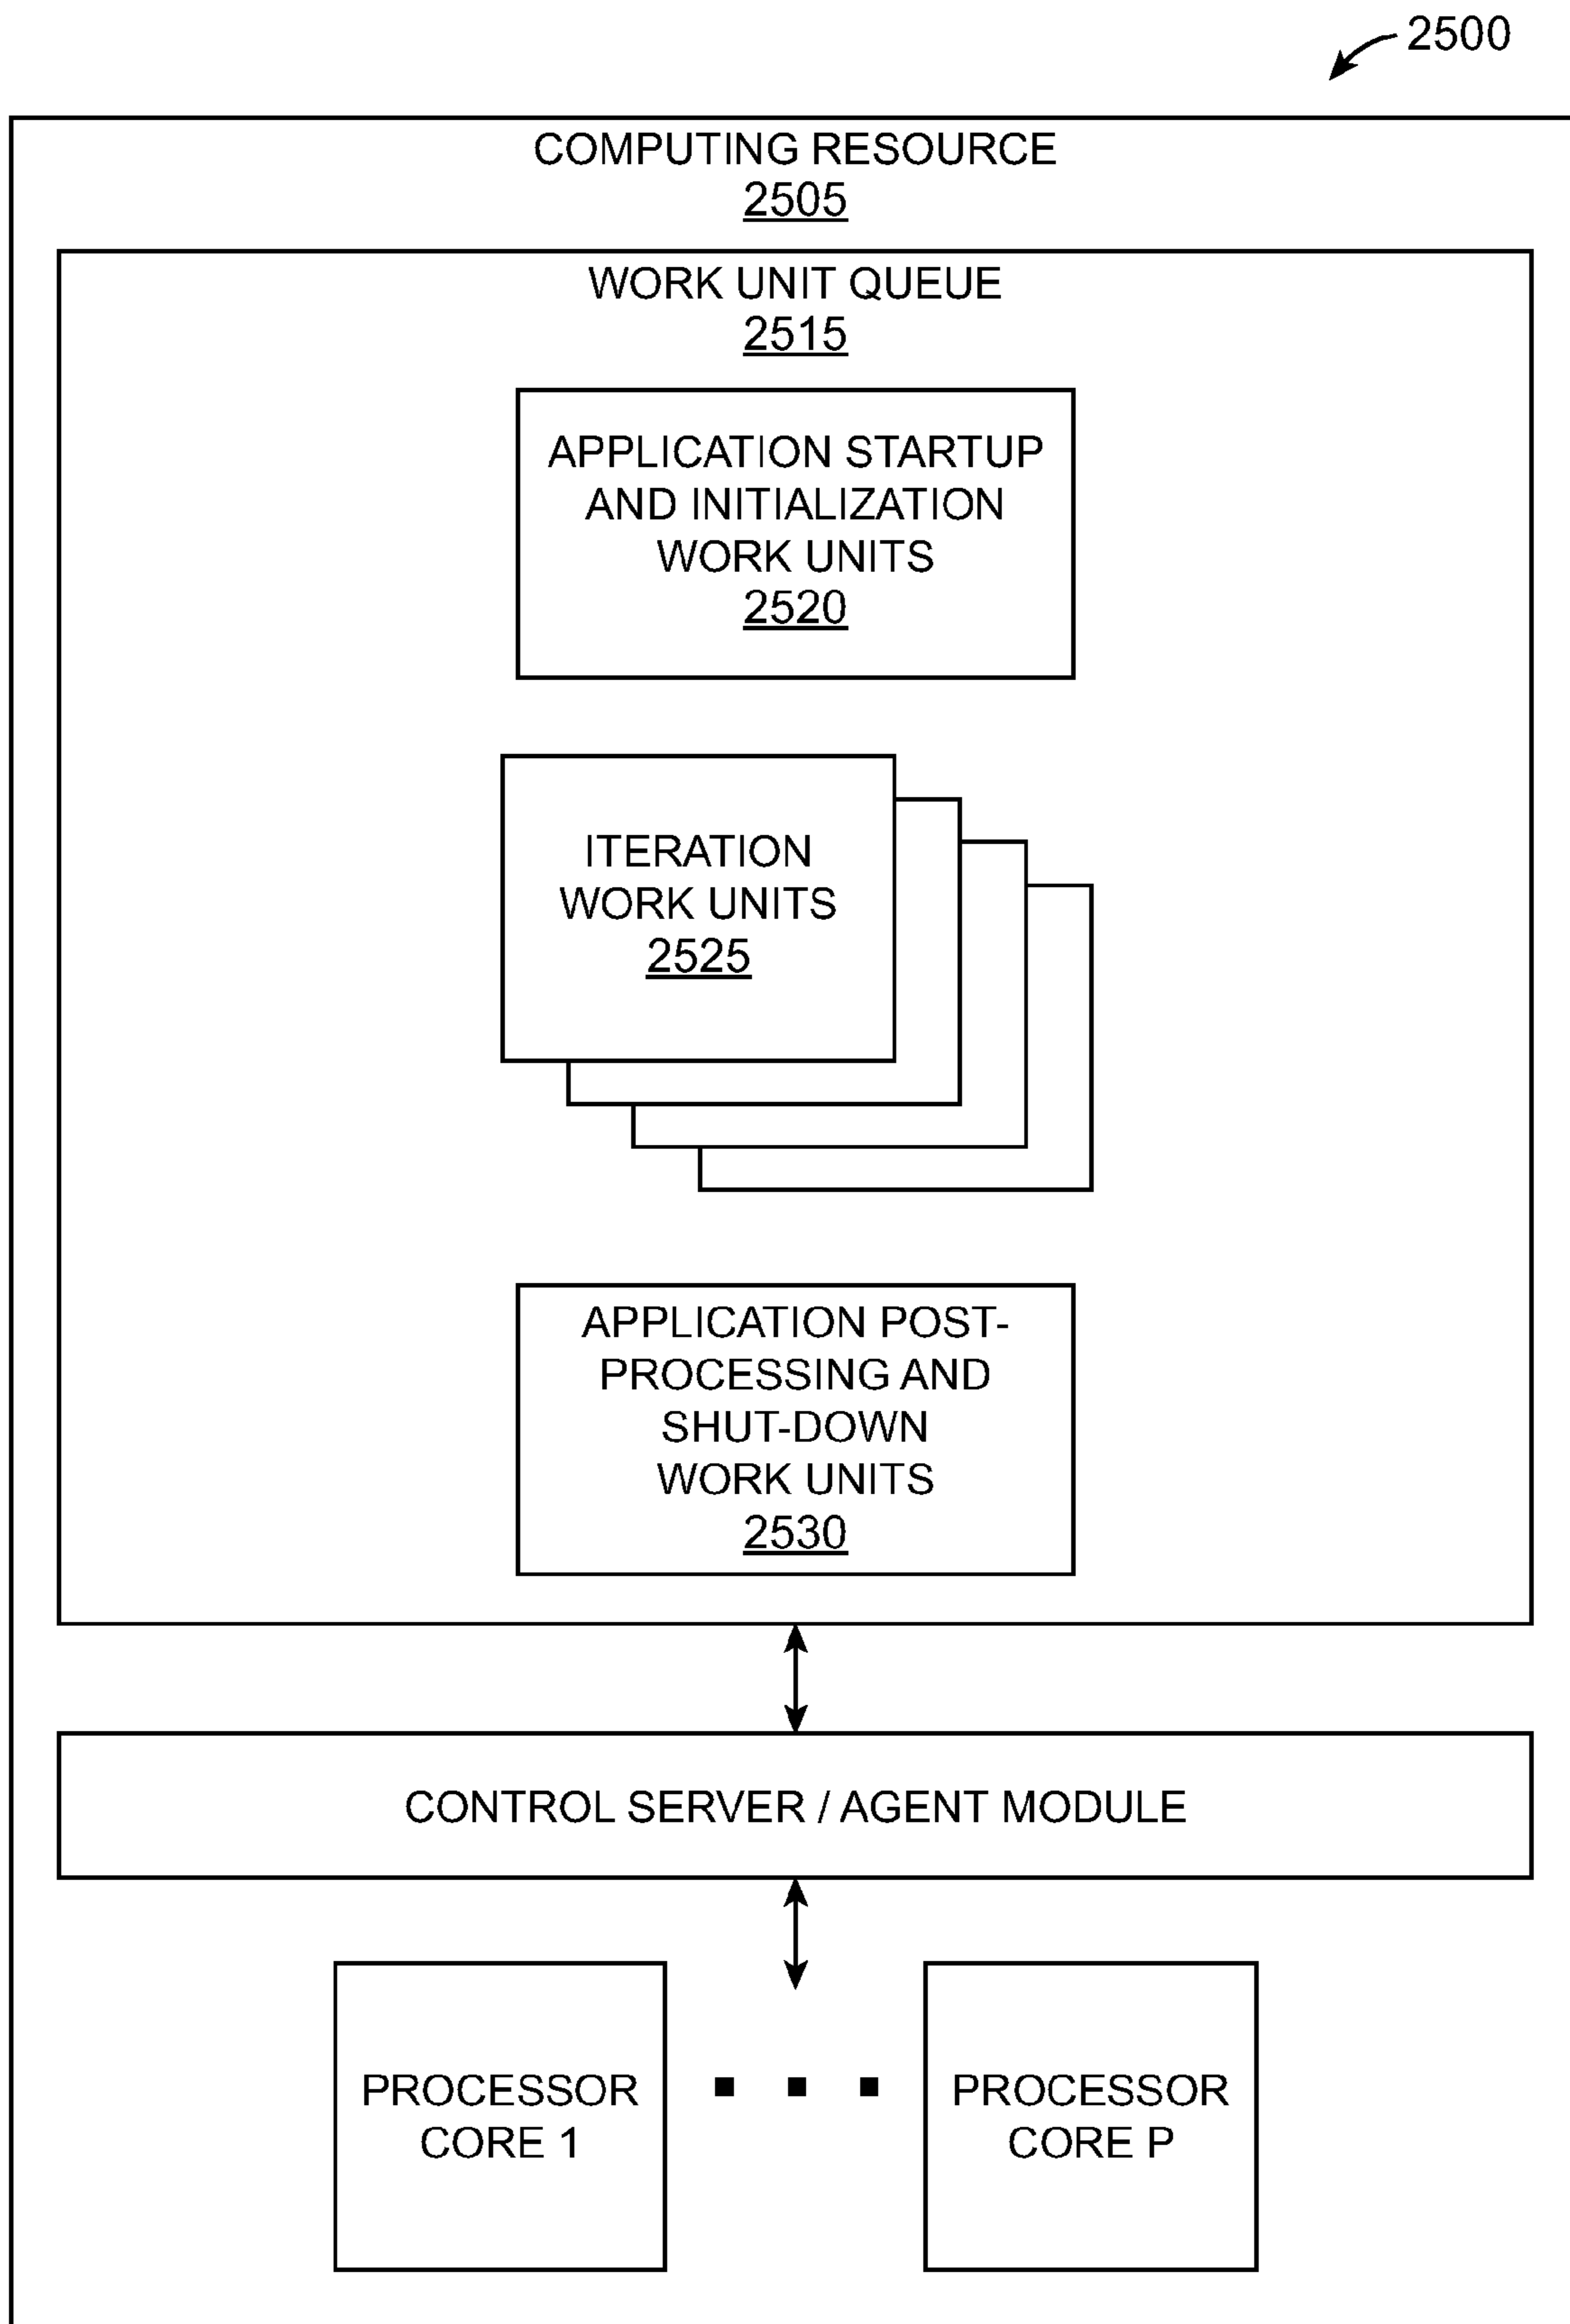 2500
COMPUTING RESOURCE
2505
WORK UNIT QUEUE
2515
APPLICATION STARTUP
AND INITIALIZATION
WORK UNITS
2520
ITERATION
WORK UNITS
2525
APPLICATION POST-
PROCESSING AND
SHUT-DOWN
WORK UNITS
2530
CONTROL SERVER / AGENT MODULE
PROCESSOR
CORE 1
PROCESSOR
CORE P